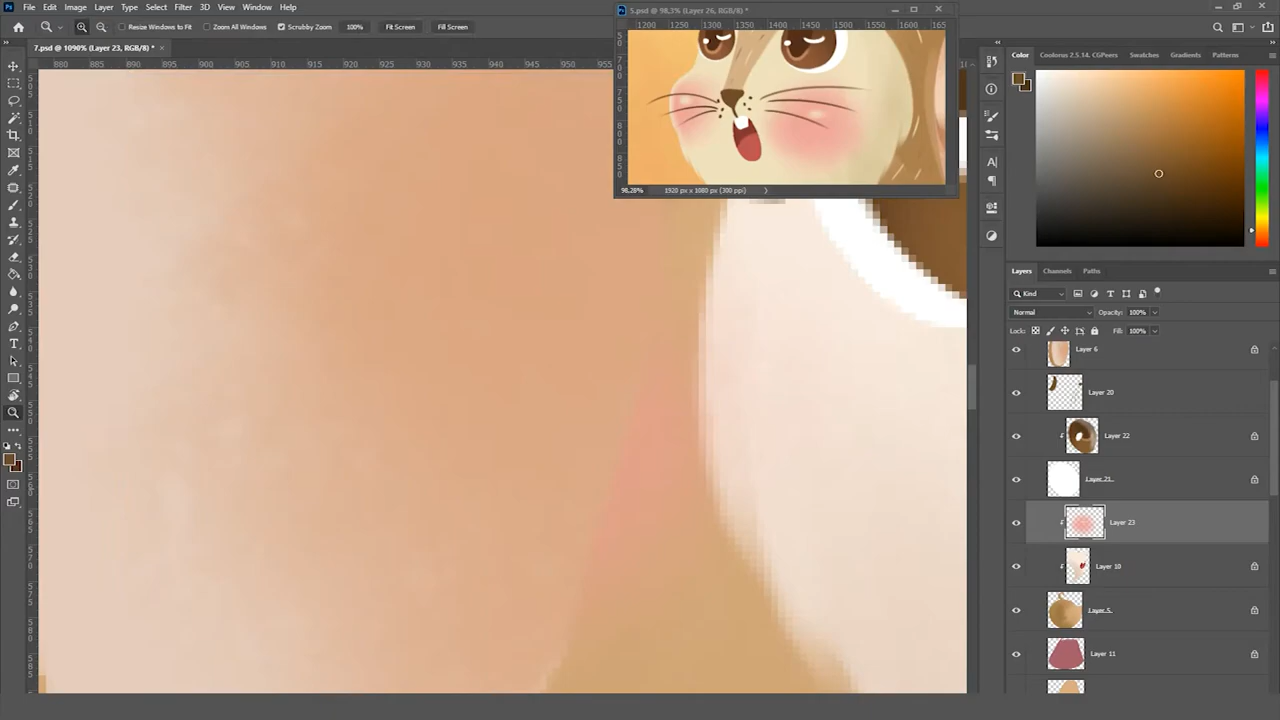 File Edit Image Layer Type Select Filter 3D View Window Help
Resize Windows to Fit Zoom All Windows Scrubby Zoom 100% Fit Screen Fill Screen
7.psd @ 1090% (Layer 23, RGB/8) *
880 890 895 900 905 910 915 920 925 930 935 940 945 950 955
5.psd @ 98,3% (Layer 26, RGB/8) *
1200 1250 1300 1350 1400 1450 1500 1550 1600 1650
98.28% 1920 px x 1080 px (300 ppi)
Color Coolorus 2.5.14. CGPeers Swatches Gradients Patterns
Layers Channels Paths
Kind
Normal Opacity: 100%
Lock: Fill: 100%
Layer 6
Layer 20
Layer 22
Layer 21
Layer 23
Layer 10
Layer 5
Layer 11